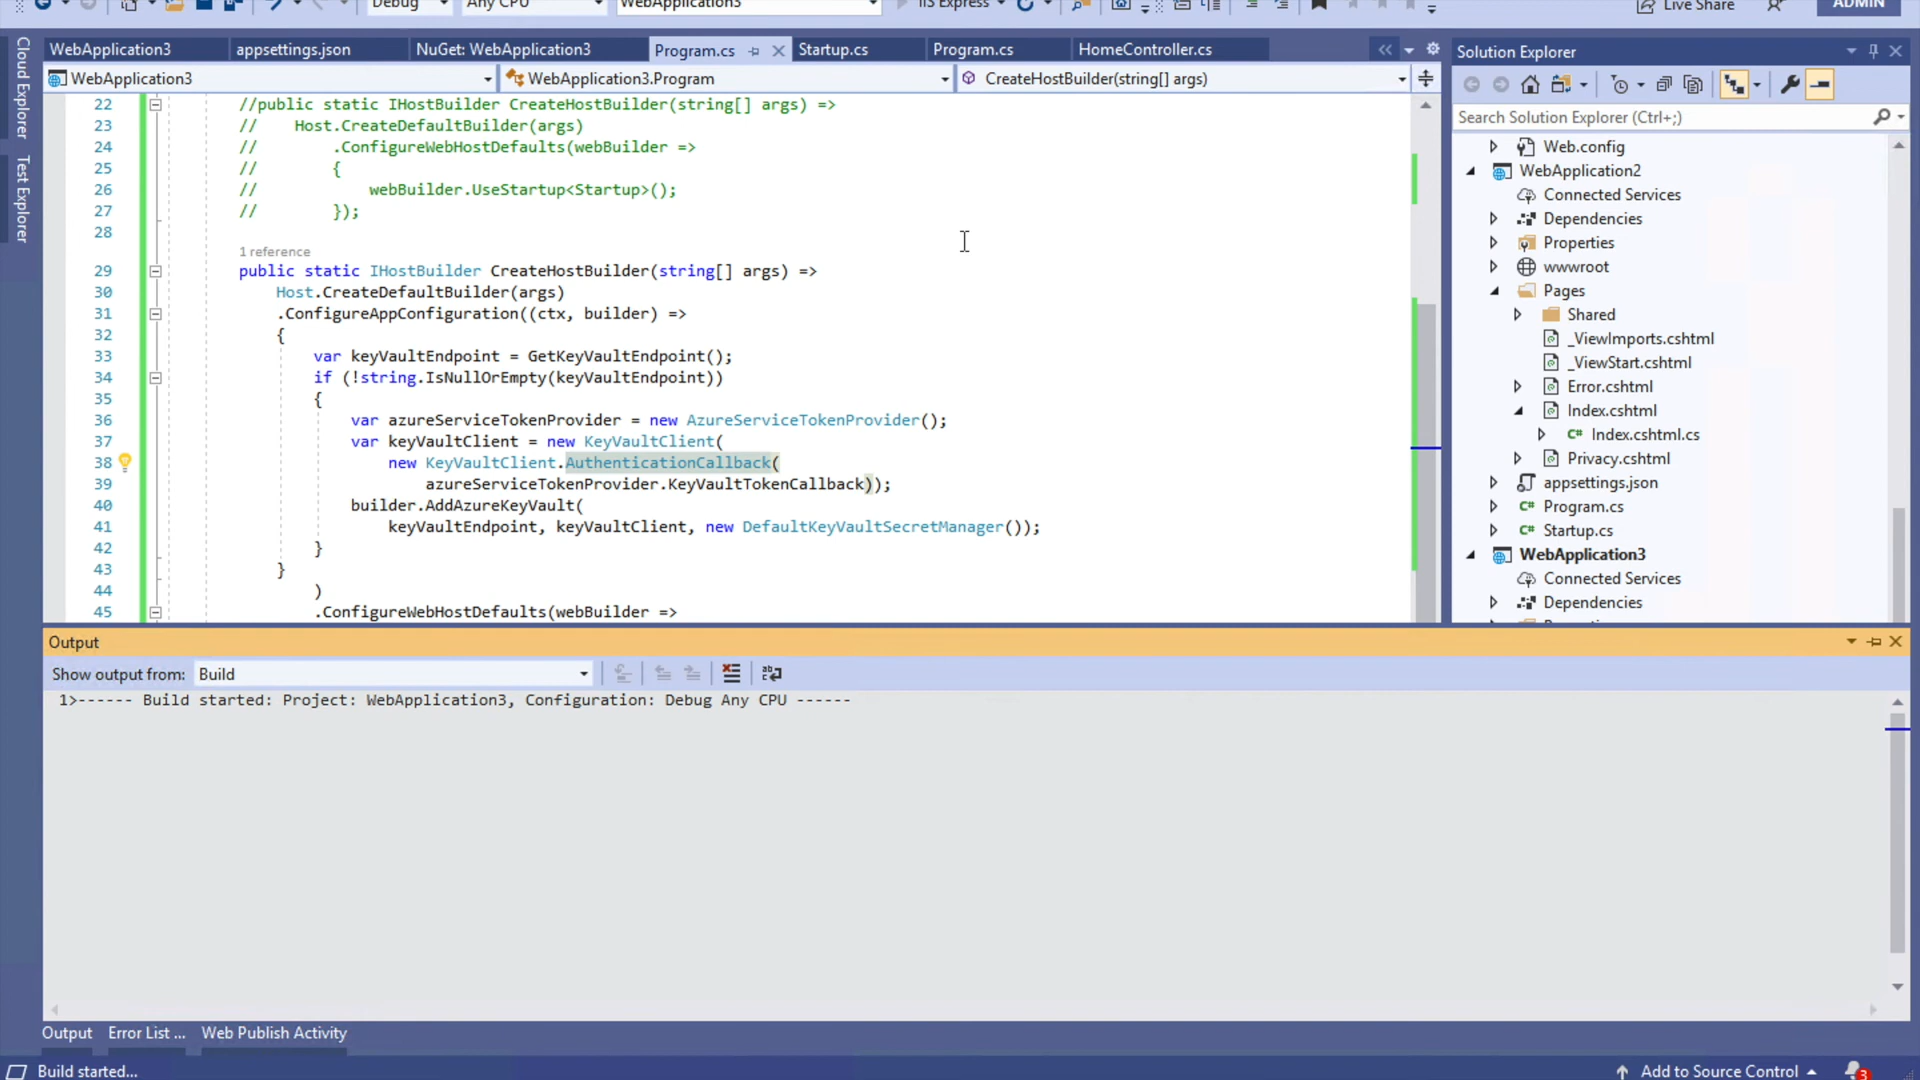 Debug
Any CPU
WebApplication3
IIS Express
Live Share
ADMIN
Cloud Explorer
Test Explorer
WebApplication3
appsettings.json
NuGet: WebApplication3
Program.cs
Startup.cs
Program.cs
HomeController.cs
WebApplication3
WebApplication3.Program
CreateHostBuilder(string[] args)
22 //public static IHostBuilder CreateHostBuilder(string[] args) =>
23 // Host.CreateDefaultBuilder(args)
24 // .ConfigureWebHostDefaults(webBuilder =>
25 // {
26 // webBuilder.UseStartup<Startup>();
27 // });
28
1 reference
29 public static IHostBuilder CreateHostBuilder(string[] args) =>
30 Host.CreateDefaultBuilder(args)
31 .ConfigureAppConfiguration((ctx, builder) =>
32 {
33 var keyVaultEndpoint = GetKeyVaultEndpoint();
34 if (!string.IsNullOrEmpty(keyVaultEndpoint))
35 {
36 var azureServiceTokenProvider = new AzureServiceTokenProvider();
37 var keyVaultClient = new KeyVaultClient(
38 new KeyVaultClient.AuthenticationCallback(
39 azureServiceTokenProvider.KeyVaultTokenCallback));
40 builder.AddAzureKeyVault(
41 keyVaultEndpoint, keyVaultClient, new DefaultKeyVaultSecretManager());
42 }
43 }
44 )
45 .ConfigureWebHostDefaults(webBuilder =>
Solution Explorer
Search Solution Explorer (Ctrl+;)
Web.config
WebApplication2
Connected Services
Dependencies
Properties
wwwroot
Pages
Shared
_ViewImports.cshtml
_ViewStart.cshtml
Error.cshtml
Index.cshtml
C# Index.cshtml.cs
Privacy.cshtml
appsettings.json
C# Program.cs
C# Startup.cs
WebApplication3
Connected Services
Dependencies
Output
Show output from: Build
1>------ Build started: Project: WebApplication3, Configuration: Debug Any CPU ------
Output
Error List ...
Web Publish Activity
Build started...
Add to Source Control
3